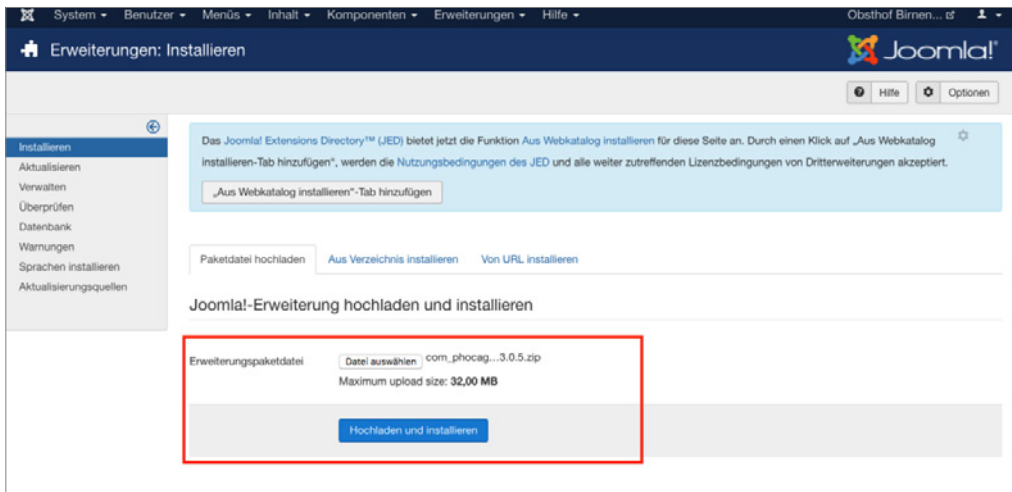 System Benutzer Menüs Inhalt Komponenten Erweiterungen Hilfe Obsthof Birnen...
Erweiterungen: Installieren Joomla!®
Hilfe Optionen
Installieren
Aktualisieren
Verwalten
Überprüfen
Datenbank
Warnungen
Sprachen installieren
Aktualisierungsquellen
Das Joomla! Extensions Directory™ (JED) bietet jetzt die Funktion Aus Webkatalog installieren für diese Seite an. Durch einen Klick auf „Aus Webkatalog
installieren-Tab hinzufügen“, werden die Nutzungsbedingungen des JED und alle weiter zutreffenden Lizenzbedingungen von Dritterweiterungen akzeptiert.
„Aus Webkatalog installieren“-Tab hinzufügen
Paketdatei hochladen Aus Verzeichnis installieren Von URL installieren
Joomla!-Erweiterung hochladen und installieren
Erweiterungspaketdatei Datei auswählen com_phocag...3.0.5.zip
Maximum upload size: 32,00 MB
Hochladen und installieren